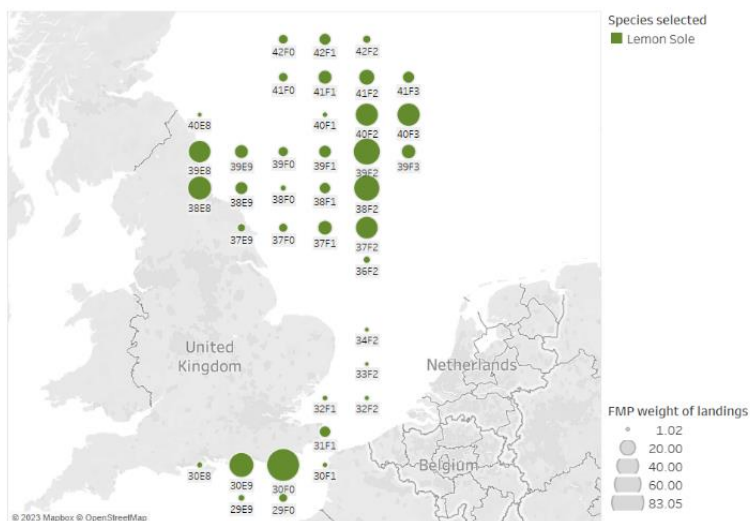 Species selected
Lemon Sole
42F0 42F1 42F2
41F0 41F1 41F2 41F3
40E8 40F1 40F2 40F3
39E8 39E9 39F0 39F1 39F2 39F3
38E8 38E9 38F0 38F1 38F2
37E9 37F0 37F1 37F2
36F2
34F2
United
Kingdom
33F2
Netherlands
32F1 32F2
FMP weight of landings
1.02
20.00
40.00
60.00
83.05
31F1
Belgium
30E8 30E9 30F0 30F1
29E9 29F0
© 2023 Mapbox © OpenStreetMap